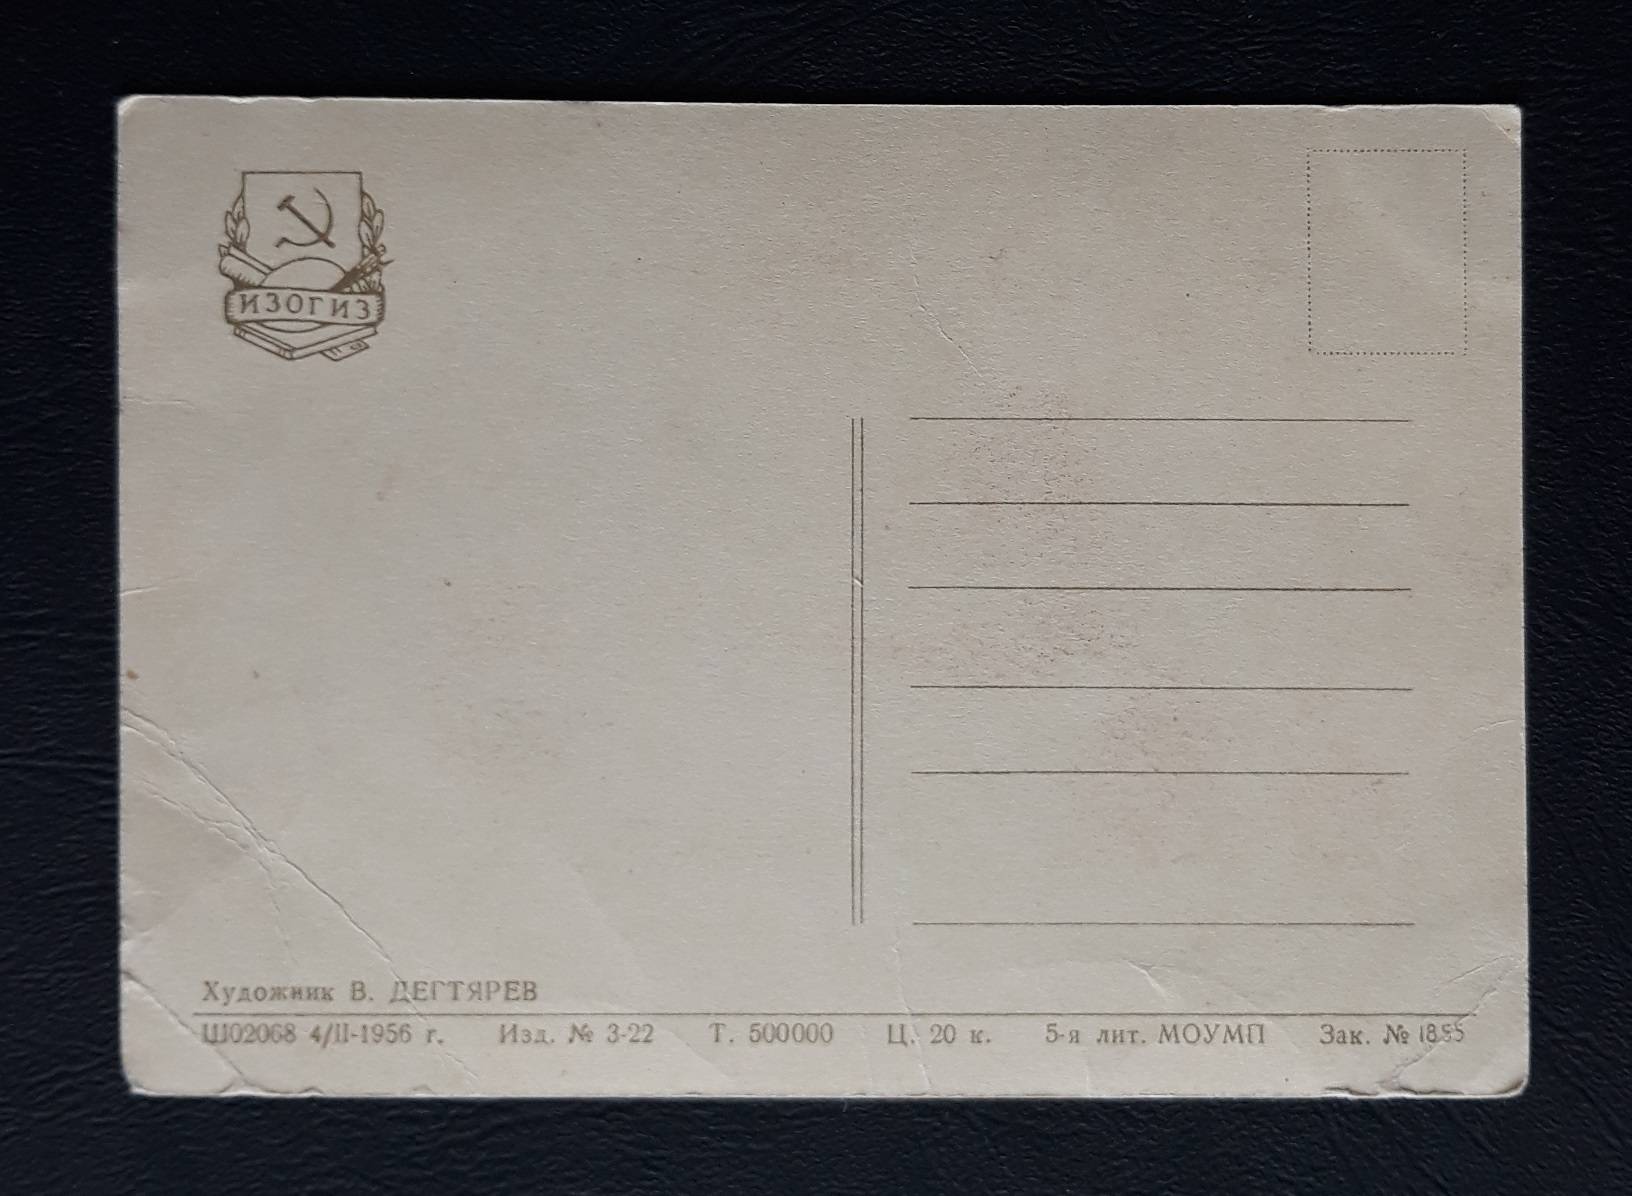 ИЗОГИЗ
Художник В. ДЕГТЯРЕВ
Ш02068 4/II-1956 г. Изд. № 3-22 Т. 500000 Ц. 20 к. 5-я лит. МОУМП Зак. № 1855